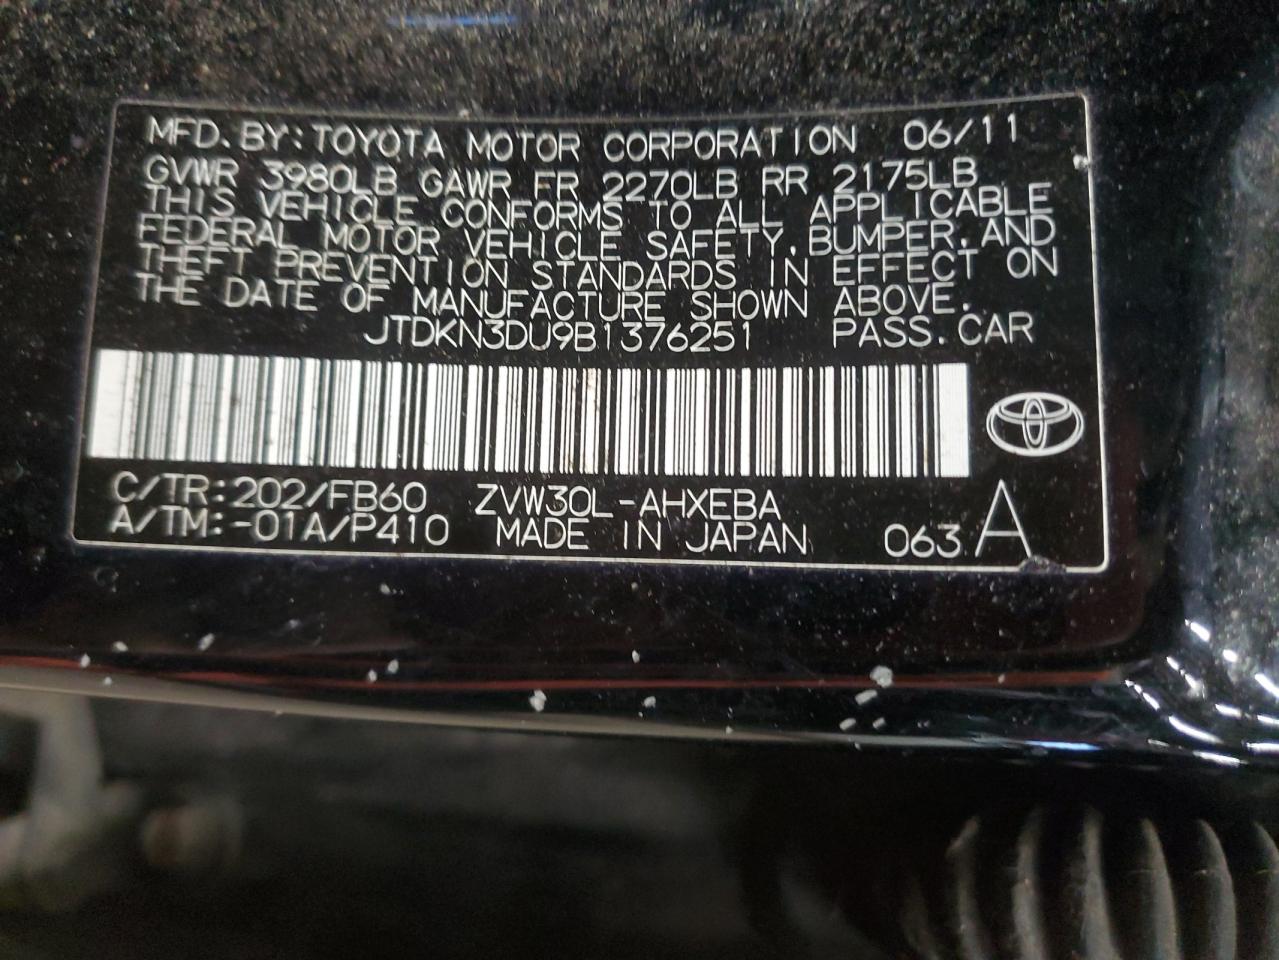 MFD. BY: TOYOTA MOTOR CORPORATION 06/11
GVWR 3980LB GAWR FR 2270LB RR 2175LB
THIS VEHICLE CONFORMS TO ALL APPLICABLE
FEDERAL MOTOR VEHICLE SAFETY, BUMPER, AND
THEFT PREVENTION STANDARDS IN EFFECT ON
THE DATE OF MANUFACTURE SHOWN ABOVE.
JTDKN3DU9B1376251 PASS. CAR
C/TR: 202/FB60 ZVW30L-AHXEBA
A/TM: -01A/P410 MADE IN JAPAN 063 A